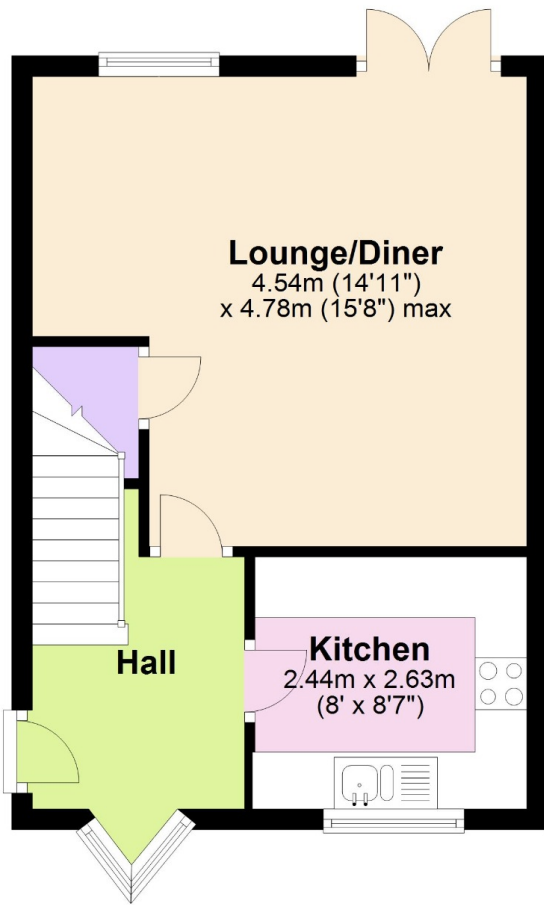 Lounge/Diner
4.54m (14'11")
x 4.78m (15'8") max
Hall
Kitchen
2.44m x 2.63m
(8' x 8'7")